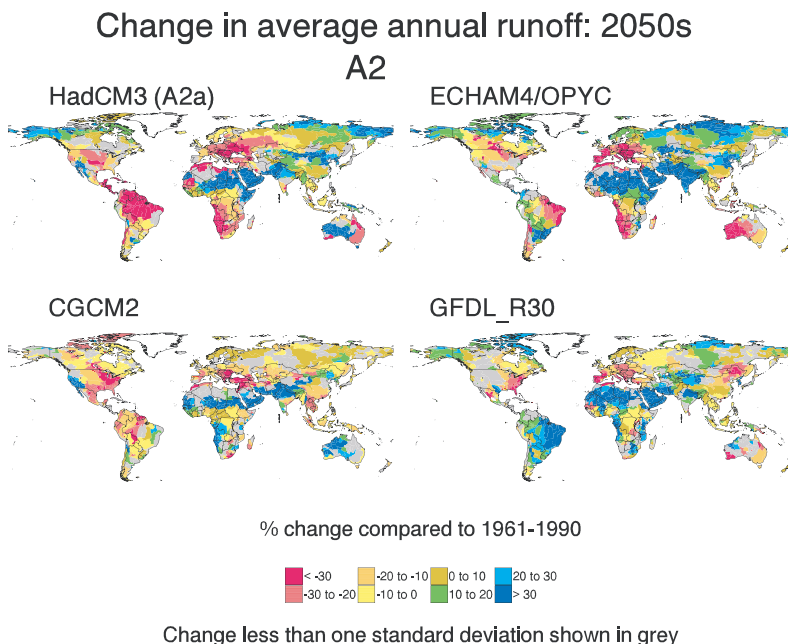 Change in average annual runoff: 2050s
A2
HadCM3 (A2a)
ECHAM4/OPYC
CGCM2
GFDL_R30
% change compared to 1961-1990
< -30
-20 to -10
0 to 10
20 to 30
-30 to -20
-10 to 0
10 to 20
> 30
Change less than one standard deviation shown in grey